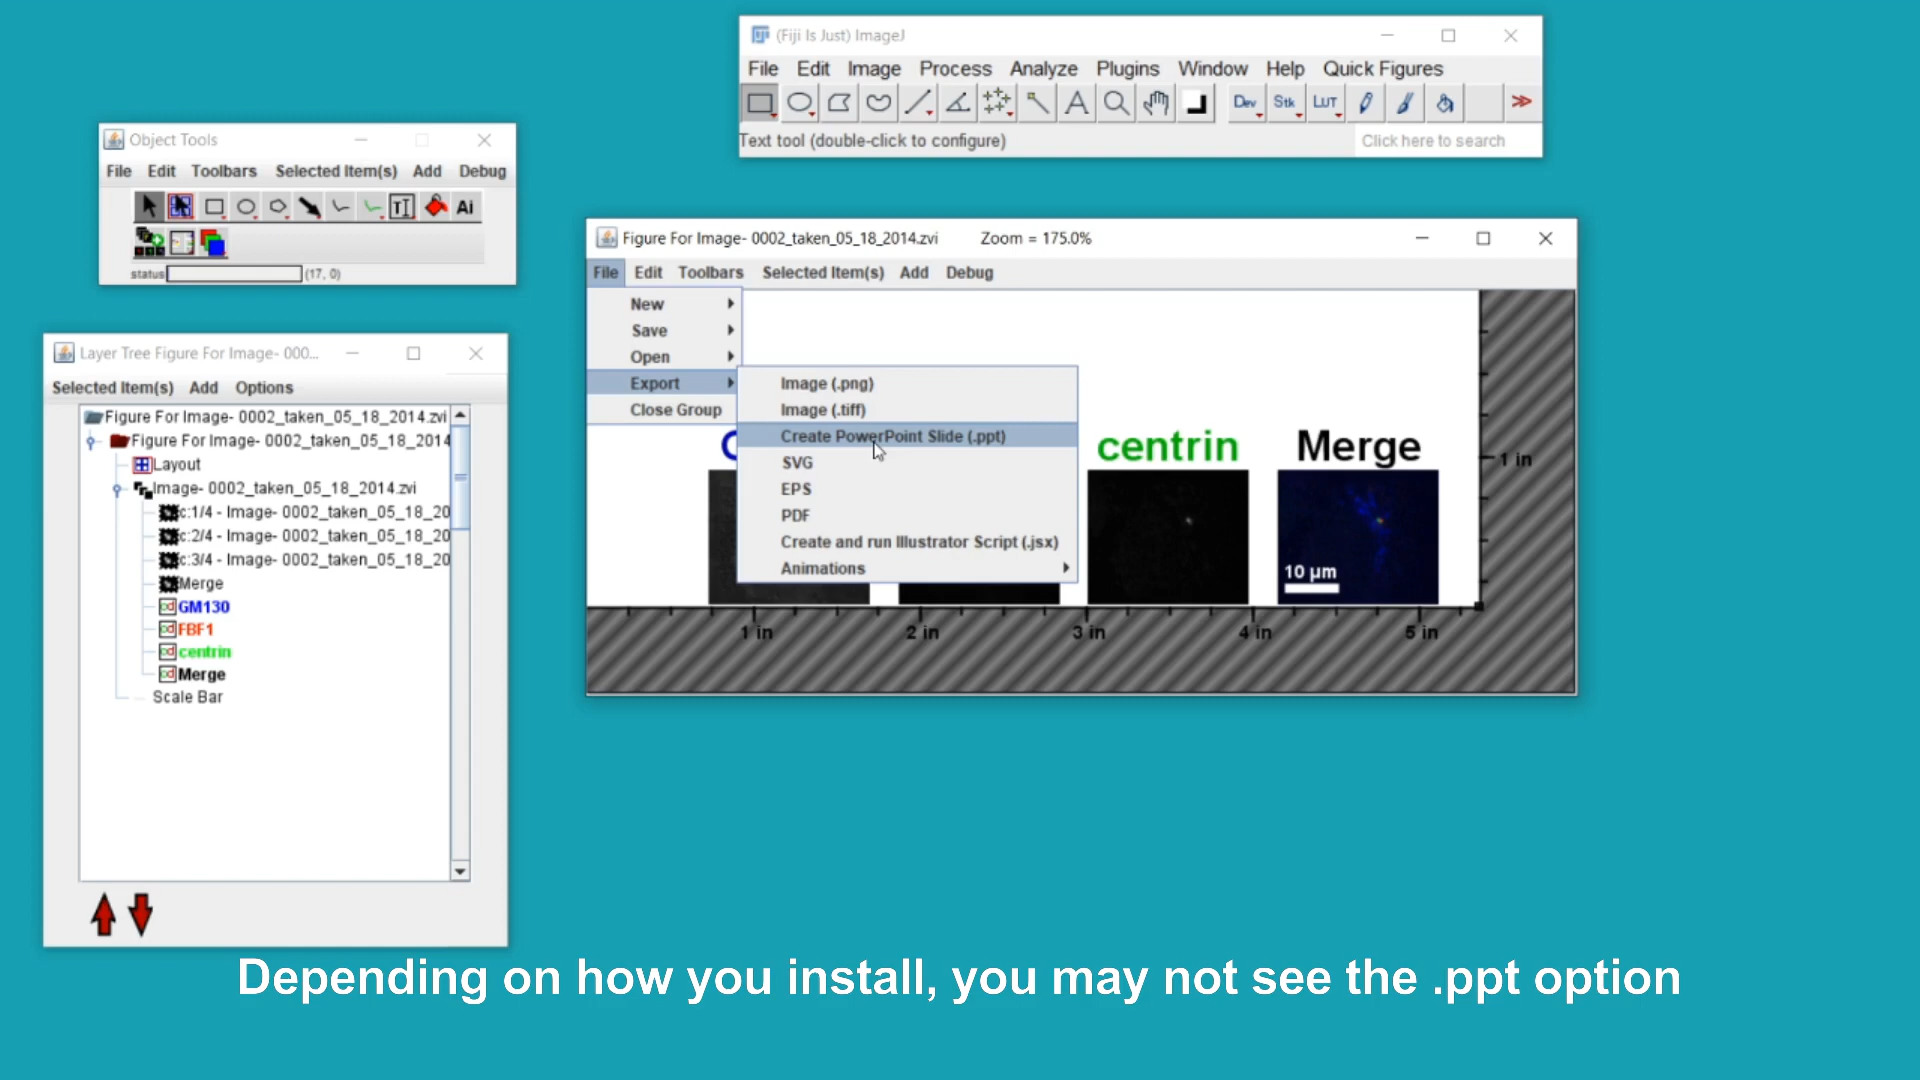 (Fiji Is Just) ImageJ
File Edit Image Process Analyze Plugins Window Help Quick Figures
Dev Stk LUT
Text tool (double-click to configure)
Click here to search
Object Tools
File Edit Toolbars Selected Item(s) Add Debug
Ai
status
(17, 0)
Layer Tree Figure For Image- 000...
Selected Item(s) Add Options
Figure For Image- 0002_taken_05_18_2014.zvi
Figure For Image- 0002_taken_05_18_2014
Layout
Image- 0002_taken_05_18_2014.zvi
c:1/4 - Image- 0002_taken_05_18_20
c:2/4 - Image- 0002_taken_05_18_20
c:3/4 - Image- 0002_taken_05_18_20
Merge
GM130
FBF1
centrin
Merge
Scale Bar
Figure For Image- 0002_taken_05_18_2014.zvi Zoom = 175.0%
File Edit Toolbars Selected Item(s) Add Debug
New
Save
Open
Export
Close Group
Image (.png)
Image (.tiff)
Create PowerPoint Slide (.ppt)
SVG
EPS
PDF
Create and run Illustrator Script (.jsx)
Animations
centrin
Merge
10 µm
1 in
1 in
2 in
3 in
4 in
5 in
Depending on how you install, you may not see the .ppt option